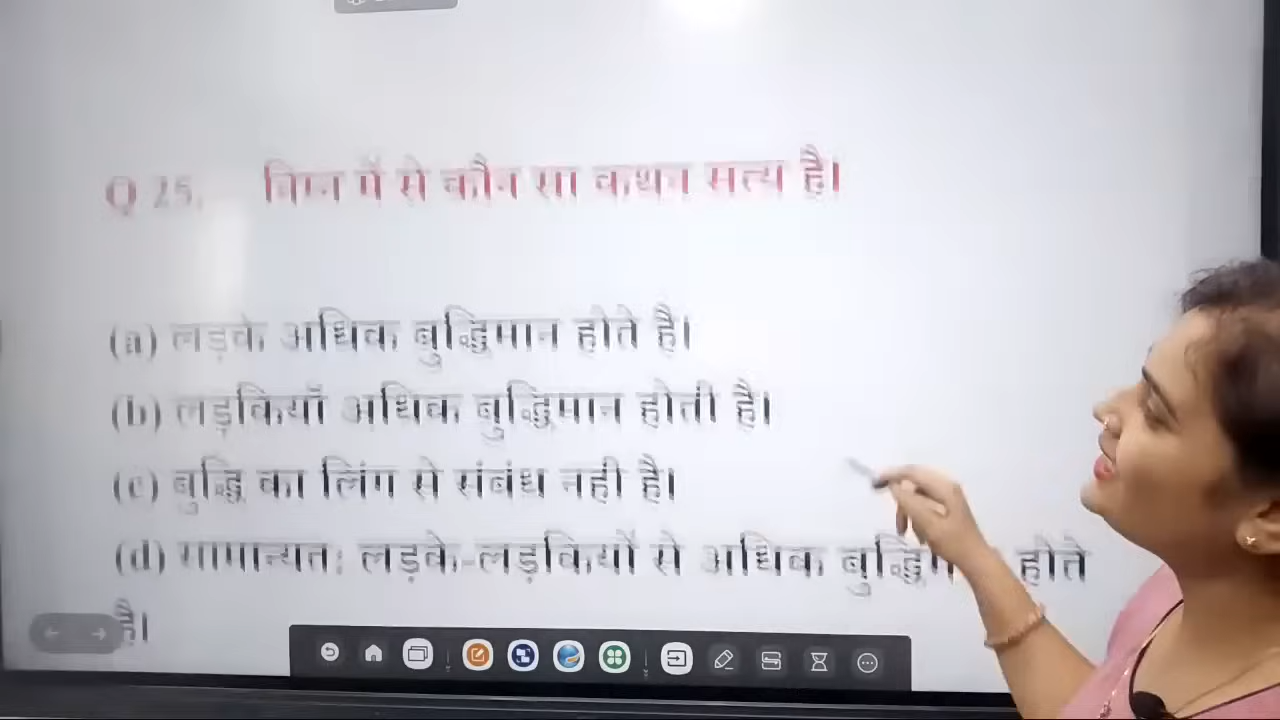 Q 25. निम्न में से कौन सा कथन सत्य है।
(a) लड़के अधिक बुद्धिमान होते है।
(b) लड़कियाँ अधिक बुद्धिमान होती है।
(c) बुद्धि का लिंग से संबंध नही है।
(d) सामान्यत: लड़के-लड़कियों से अधिक होते
है।